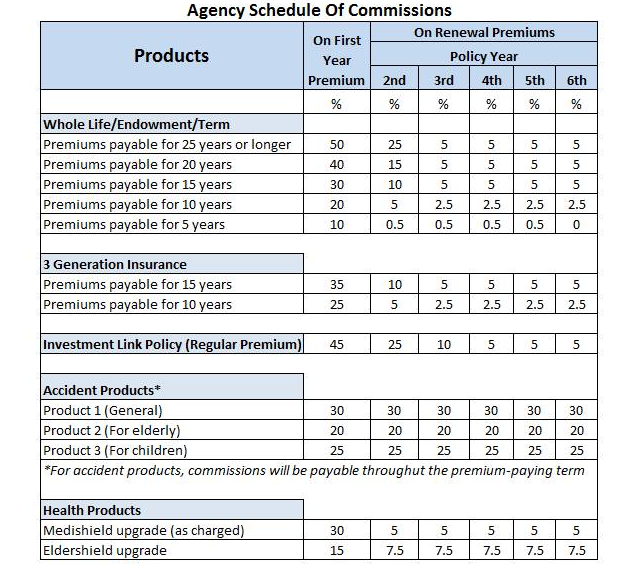 Agency Schedule Of Commissions
Products On First Year Premium On Renewal Premiums
Policy Year
2nd 3rd 4th 5th 6th
% % % % % %
Whole Life/Endowment/Term
Premiums payable for 25 years or longer 50 25 5 5 5 5
Premiums payable for 20 years 40 15 5 5 5 5
Premiums payable for 15 years 30 10 5 5 5 5
Premiums payable for 10 years 20 5 2.5 2.5 2.5 2.5
Premiums payable for 5 years 10 0.5 0.5 0.5 0.5 0
3 Generation Insurance
Premiums payable for 15 years 35 10 5 5 5 5
Premiums payable for 10 years 25 5 2.5 2.5 2.5 2.5
Investment Link Policy (Regular Premium) 45 25 10 5 5 5
Accident Products*
Product 1 (General) 30 30 30 30 30 30
Product 2 (For elderly) 20 20 20 20 20 20
Product 3 (For children) 25 25 25 25 25 25
*For accident products, commissions will be payable throughut the premium-paying term
Health Products
Medishield upgrade (as charged) 30 5 5 5 5 5
Eldershield upgrade 15 7.5 7.5 7.5 7.5 7.5